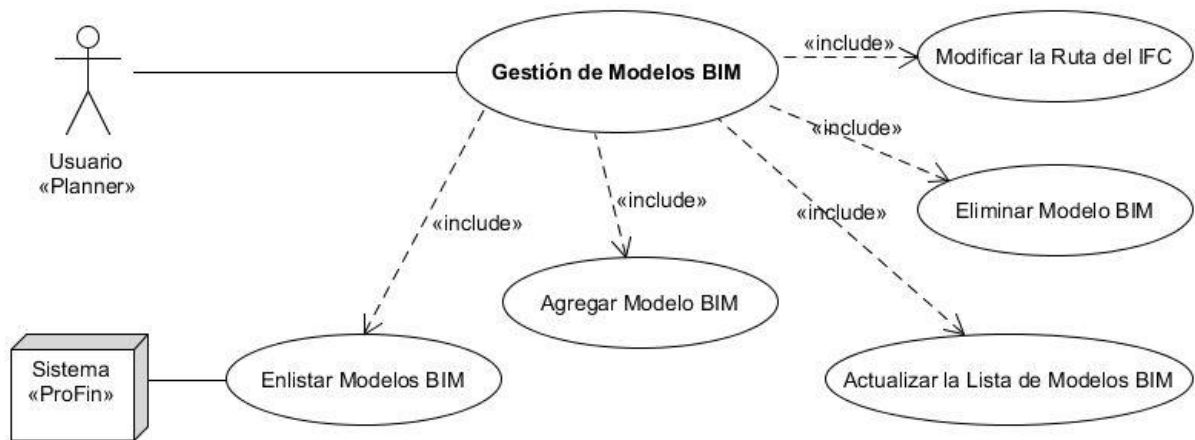 «include»
Modificar la Ruta del IFC
Gestión de Modelos BIM
«include»
Usuario
«Planner»
«include»
«include»
«include»
Eliminar Modelo BIM
Agregar Modelo BIM
Sistema
«ProFin»
Enlistar Modelos BIM
Actualizar la Lista de Modelos BIM